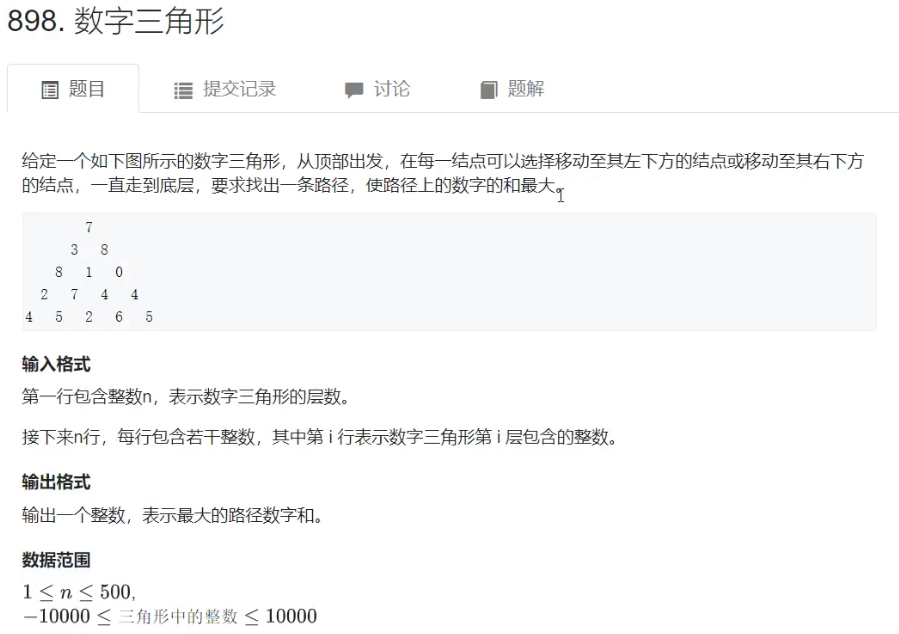 898. 数字三角形
题目 提交记录 讨论 题解
给定一个如下图所示的数字三角形，从顶部出发，在每一结点可以选择移动至其左下方的结点或移动至其右下方
的结点，一直走到底层，要求找出一条路径，使路径上的数字的和最大。
7
3 8
8 1 0
2 7 4 4
4 5 2 6 5
输入格式
第一行包含整数n，表示数字三角形的层数。
接下来n行，每行包含若干整数，其中第 i 行表示数字三角形第 i 层包含的整数。
输出格式
输出一个整数，表示最大的路径数字和。
数据范围
1 ≤ n ≤ 500,
−10000 ≤ 三角形中的整数 ≤ 10000